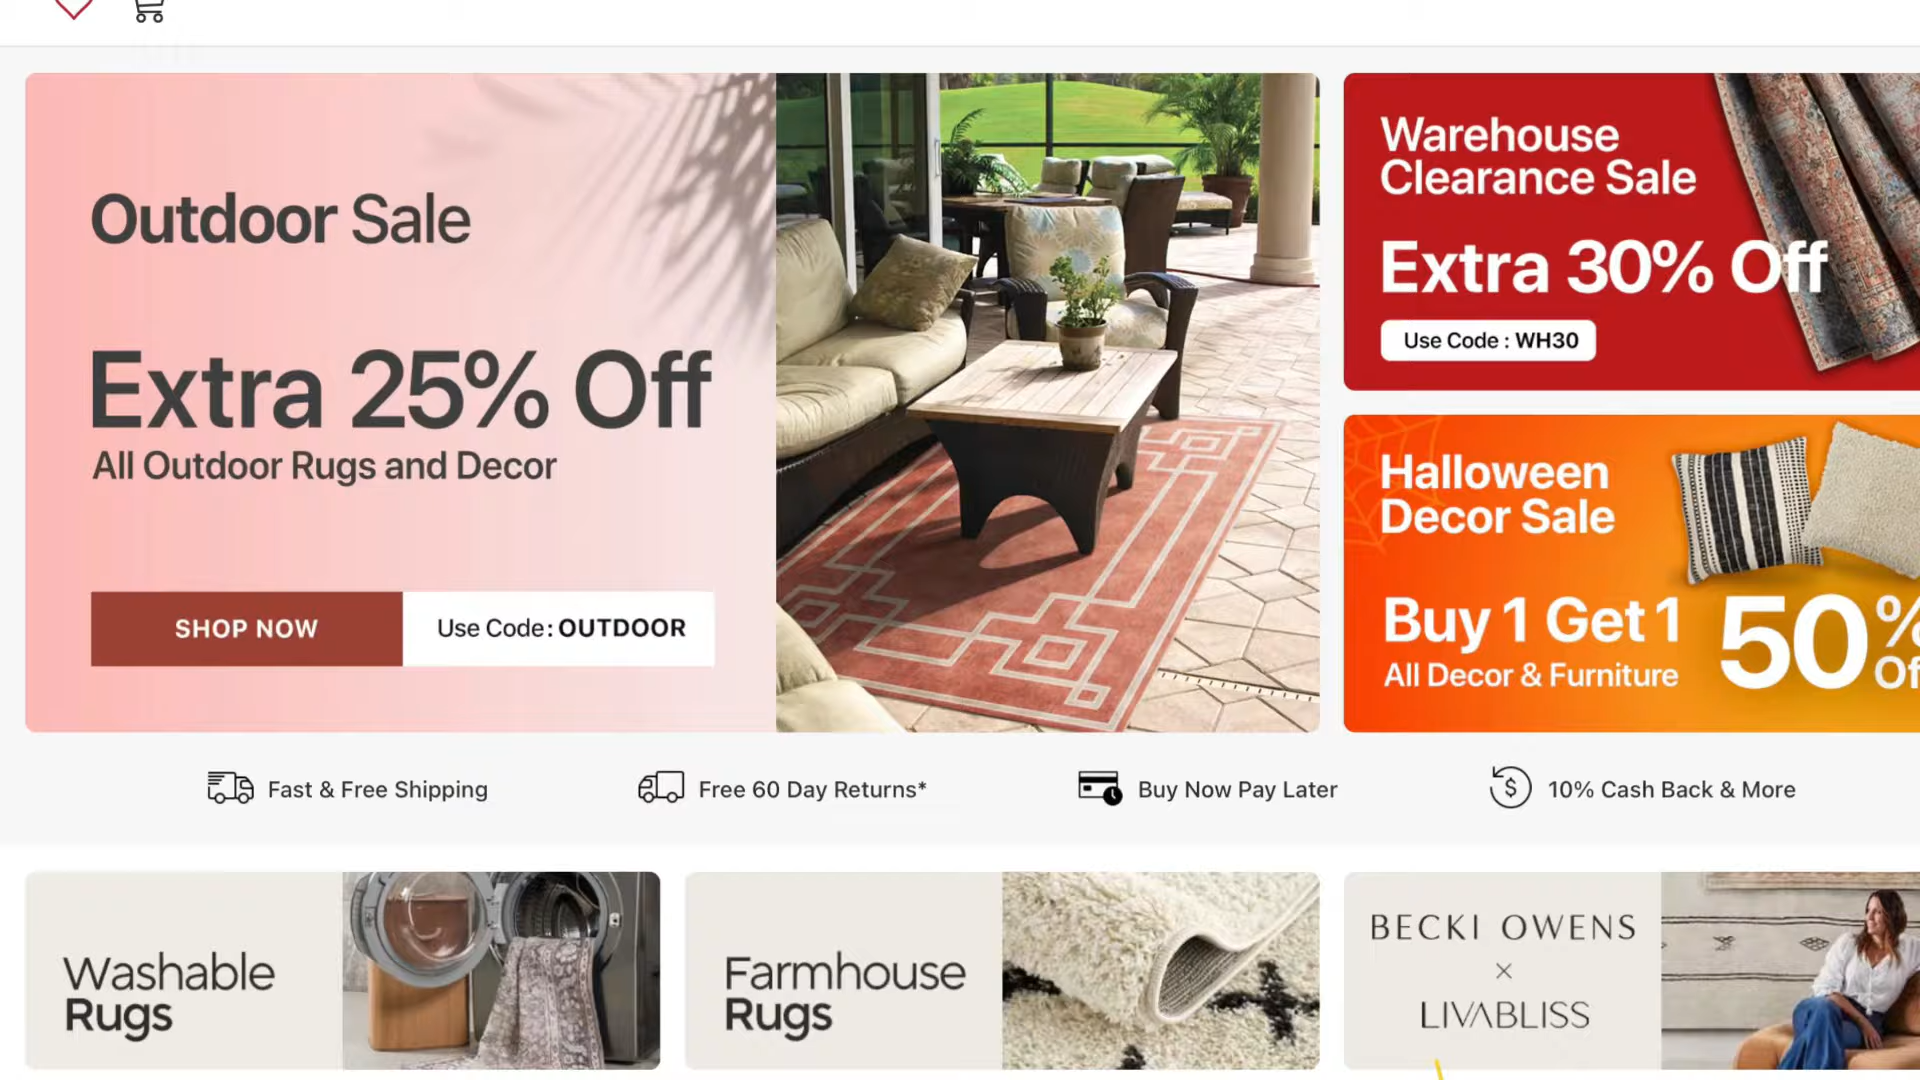 Outdoor Sale
Extra 25% Off
All Outdoor Rugs and Decor
SHOP NOW
Use Code: OUTDOOR
Warehouse
Clearance Sale
Extra 30% Off
Use Code : WH30
Halloween
Decor Sale
Buy 1 Get 1
All Decor & Furniture
50%
Fast & Free Shipping
Free 60 Day Returns*
Buy Now Pay Later
10% Cash Back & More
Washable
Rugs
Farmhouse
Rugs
BECKI OWENS
×
LIVABLISS